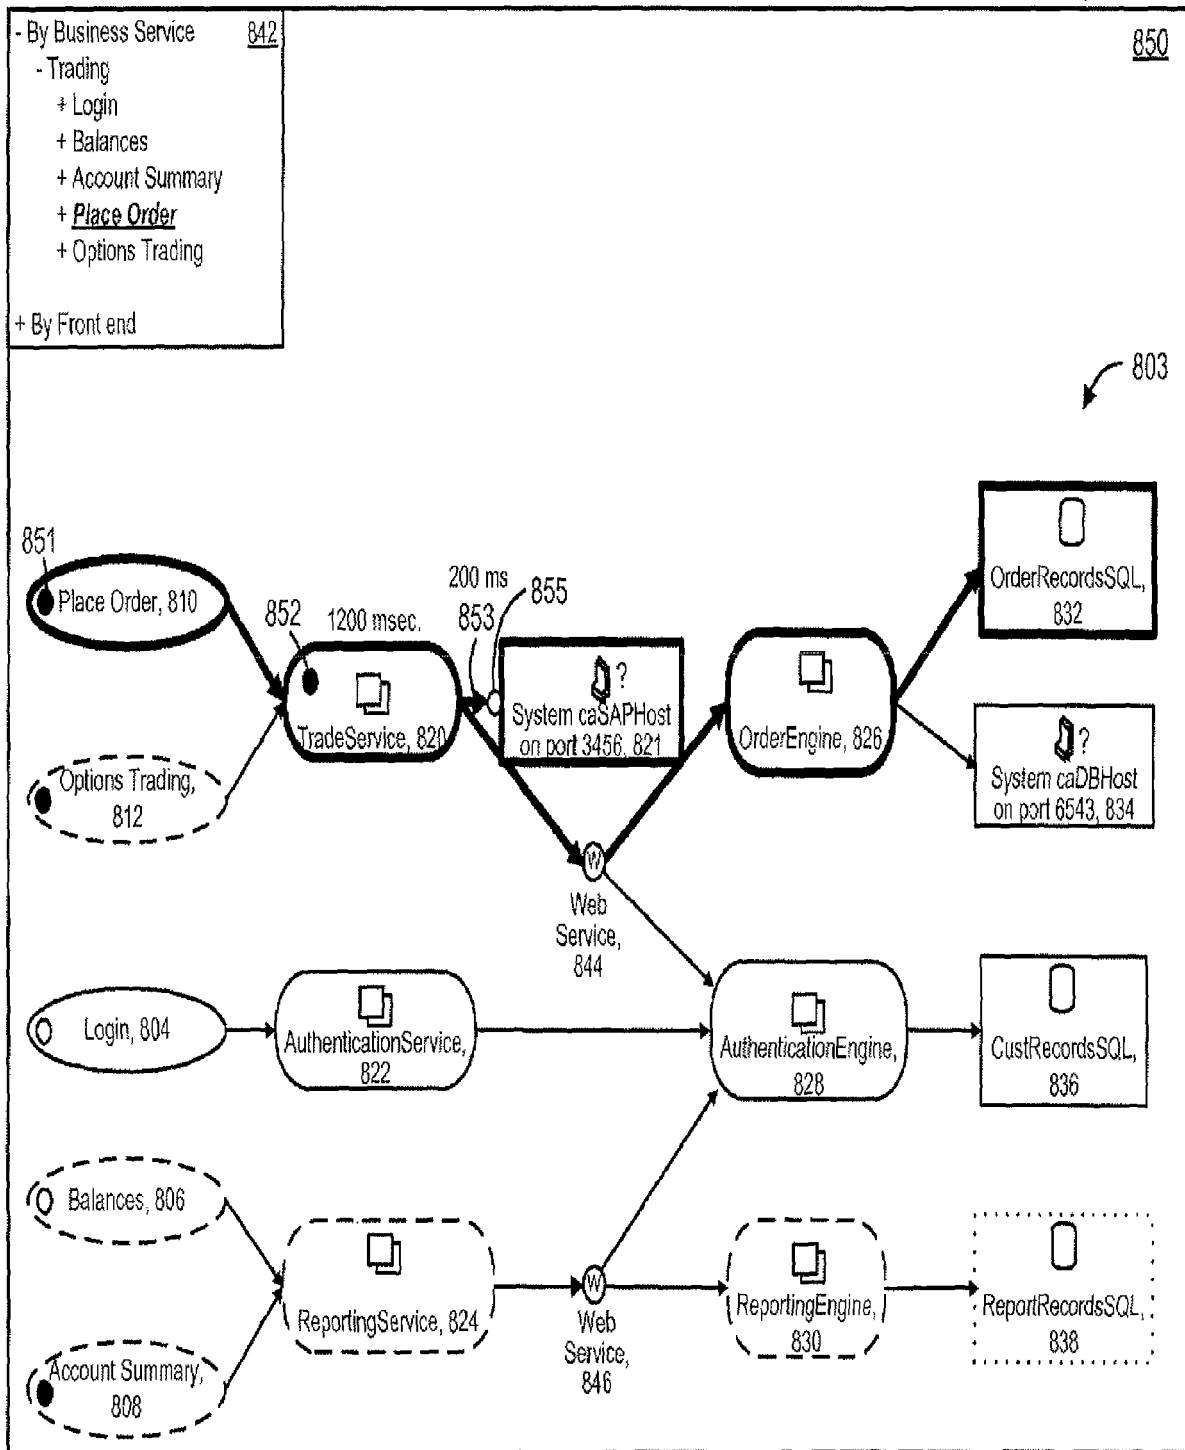 - By Business Service 842
- Trading
+ Login
+ Balances
+ Account Summary
+ Place Order
+ Options Trading
+ By Front end
850
803
851
Place Order, 810
852
1200 msec.
200 ms
853
855
TradeService, 820
?
System caSAPHost
on port 3456, 821
OrderEngine, 826
OrderRecordsSQL,
832
?
System caDBHost
on port 6543, 834
Options Trading,
812
W
Web
Service,
844
Login, 804
AuthenticationService,
822
AuthenticationEngine,
828
CustRecordsSQL,
836
Balances, 806
ReportingService, 824
W
Web
Service,
846
ReportingEngine,
830
ReportRecordsSQL,
838
Account Summary,
808